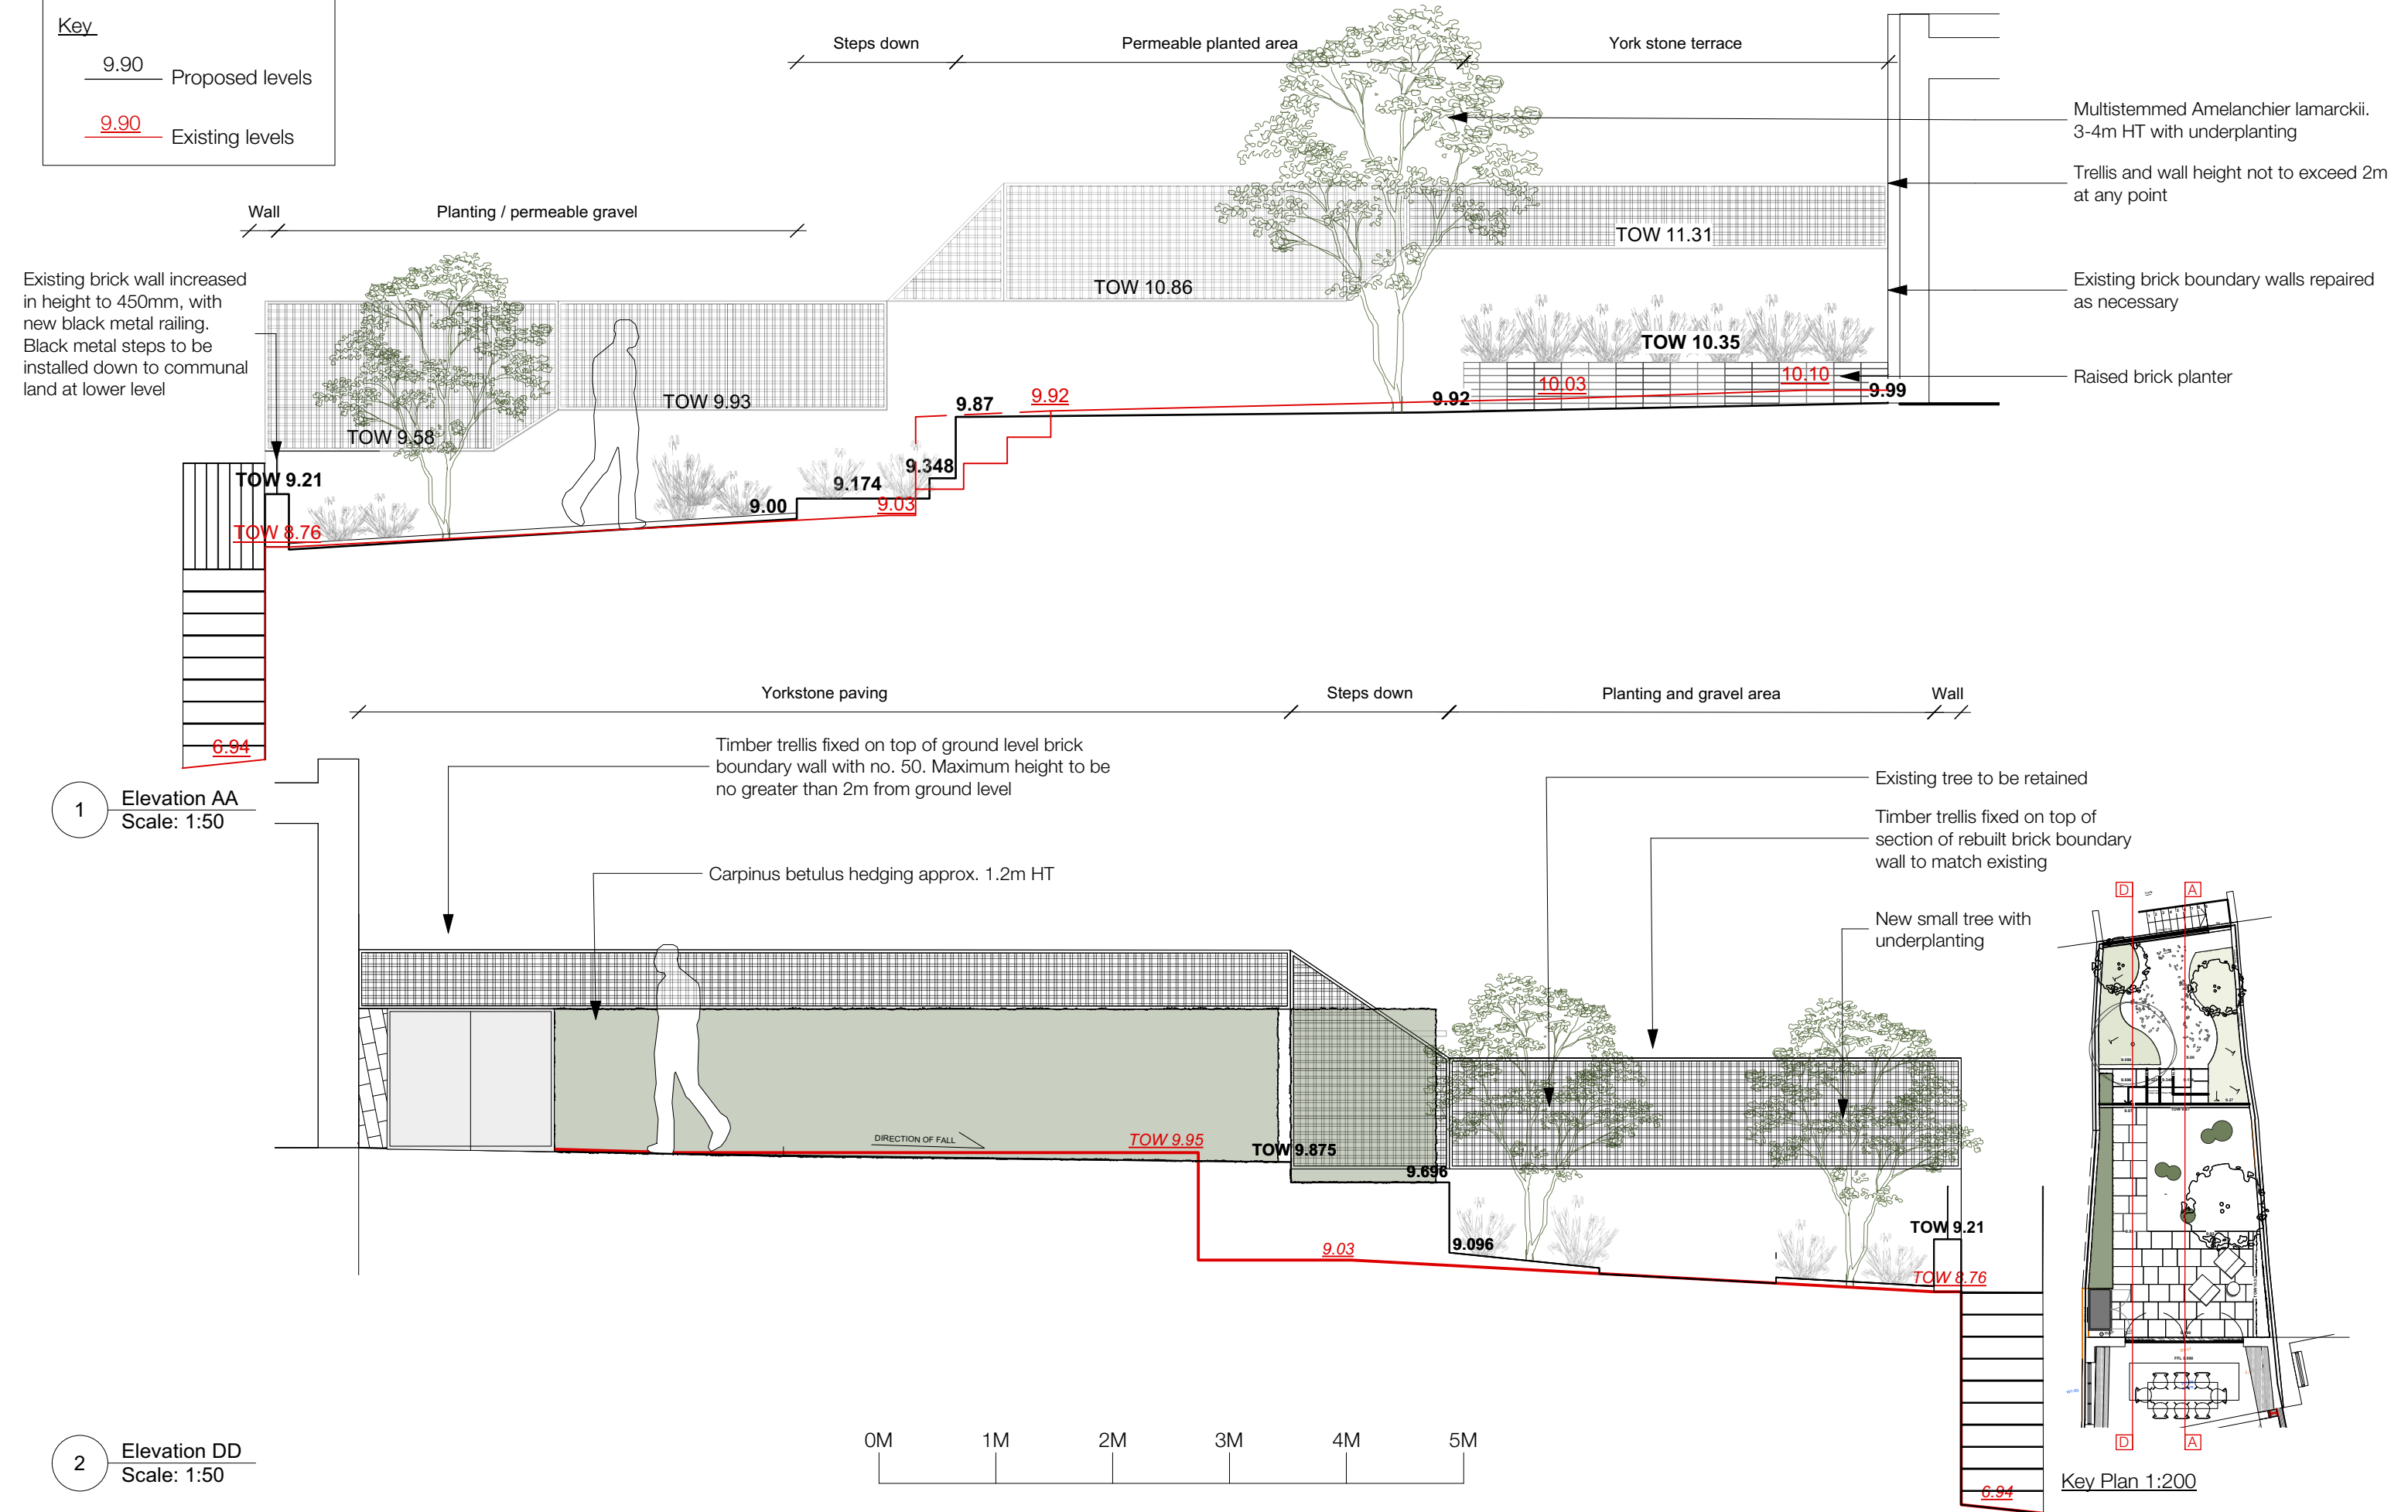 Key
9.90
Proposed levels
9.90
Existing levels
Steps down
Permeable planted area
York stone terrace
Multistemmed Amelanchier lamarckii.
3-4m HT with underplanting
Trellis and wall height not to exceed 2m
at any point
Wall
Planting / permeable gravel
TOW 11.31
Existing brick wall increased
in height to 450mm, with
new black metal railing.
Black metal steps to be
installed down to communal
land at lower level
TOW 10.86
Existing brick boundary walls repaired
as necessary
TOW 10.35
Raised brick planter
10.10
10.03
9.99
9.92
9.92
9.87
TOW 9.93
TOW 9.58
9.348
9.174
9.03
9.00
TOW 9.21
TOW 8.76
6.94
1
Elevation AA
Scale: 1:50
Yorkstone paving
Steps down
Planting and gravel area
Wall
Timber trellis fixed on top of ground level brick
boundary wall with no. 50. Maximum height to be
no greater than 2m from ground level
Existing tree to be retained
Timber trellis fixed on top of
section of rebuilt brick boundary
wall to match existing
Carpinus betulus hedging approx. 1.2m HT
New small tree with
underplanting
DIRECTION OF FALL
TOW 9.95
TOW 9.875
9.696
9.03
9.096
TOW 9.21
TOW 8.76
6.94
2
Elevation DD
Scale: 1:50
0M
1M
2M
3M
4M
5M
D
A
D
A
Key Plan 1:200